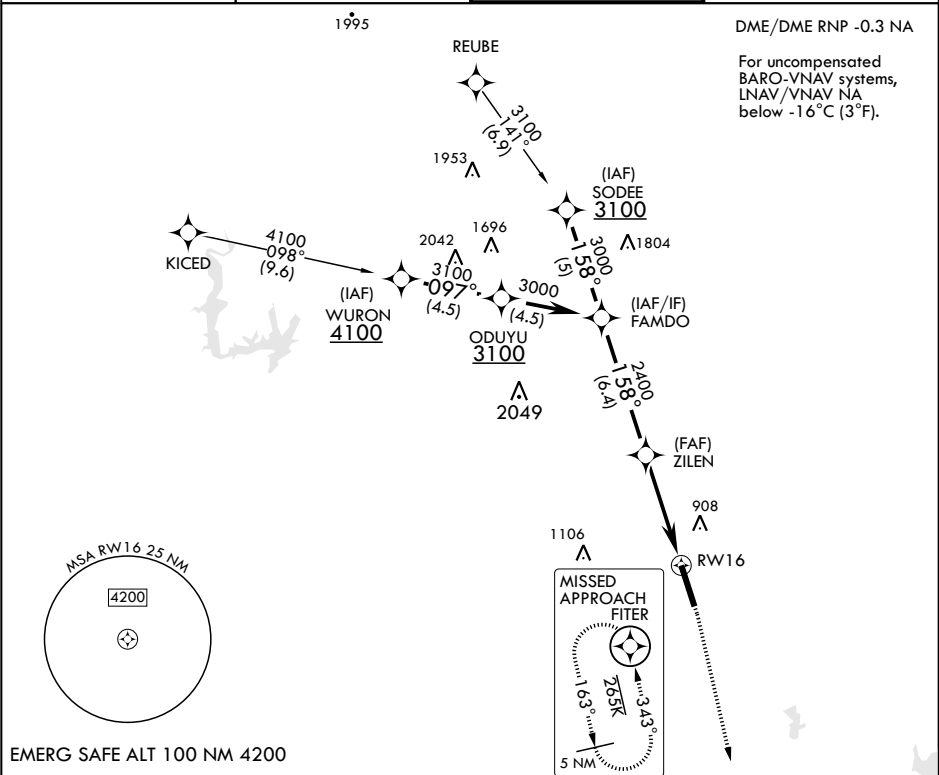 1995
DME/DME RNP -0.3 NA
For uncompensated
BARO-VNAV systems,
LNAV/VNAV NA
below -16°C (3°F).
REUBE
3100
141°
(6.9)
1953
(IAF)
SODEE
3100
1804
KICED
4100
098°
(9.6)
2042
1696
3100
097°
(4.5)
(IAF)
WURON
4100
3000
(4.5)
ODUYU
3100
3000
158°
(5)
(IAF/IF)
FAMDO
2049
2400
158°
(6.4)
(FAF)
ZILEN
908
1106
RW16
MSA RW16 25 NM
4200
MISSED
APPROACH
FITER
163°
265K
343°
5 NM
EMERG SAFE ALT 100 NM 4200